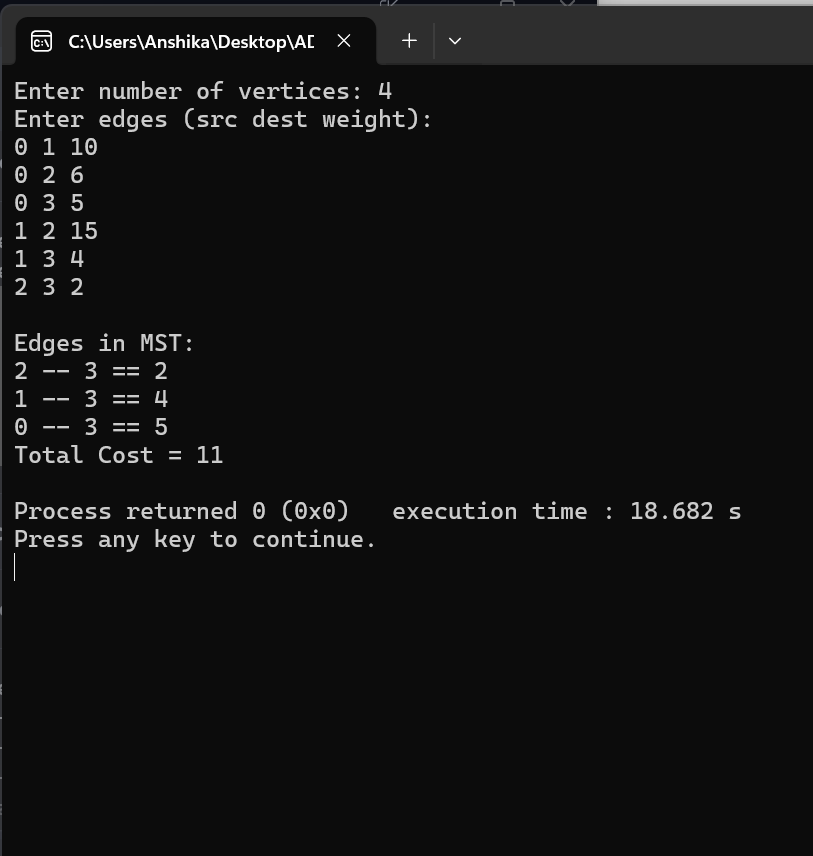 C:\Users\Anshika\Desktop\AD
Enter number of vertices: 4
Enter edges (src dest weight):
0 1 10
0 2 6
0 3 5
1 2 15
1 3 4
2 3 2
Edges in MST:
2 -- 3 == 2
1 -- 3 == 4
0 -- 3 == 5
Total Cost = 11
Process returned 0 (0x0)   execution time : 18.682 s
Press any key to continue.